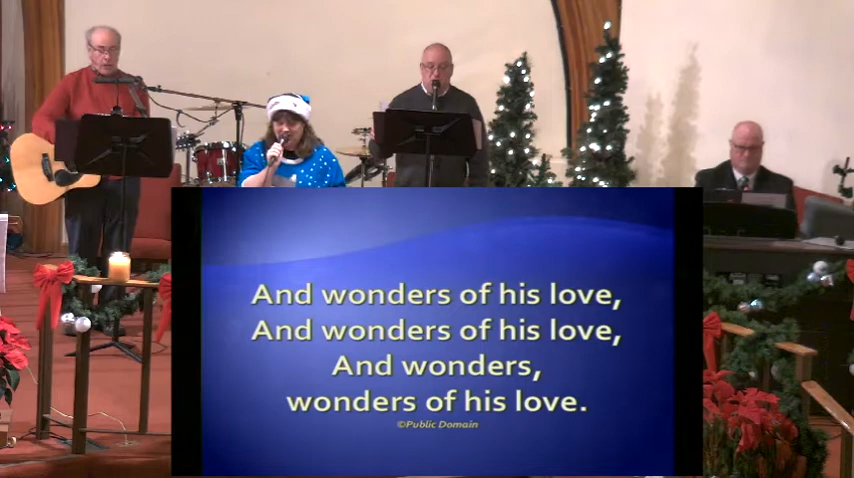 And wonders of his love,
And wonders of his love,
And wonders,
wonders of his love.
©Public Domain